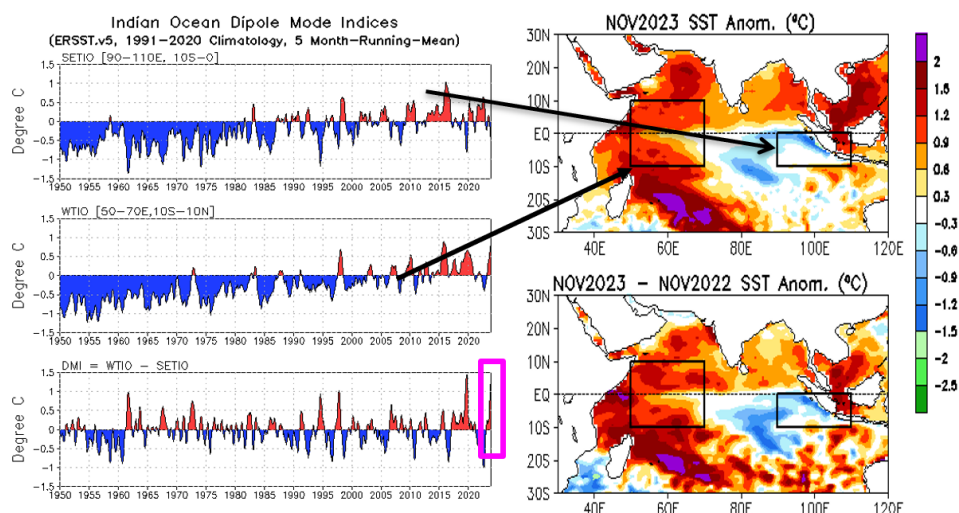 Indian Ocean Dipole Mode Indices
(ERSST.v5, 1991-2020 Climatology, 5 Month-Running-Mean)
SETIO [90-110E, 10S-0]
Degree C
1.5
1
0.5
0
-0.5
-1
-1.5
1950 1955 1960 1965 1970 1975 1980 1985 1990 1995 2000 2005 2010 2015 2020
WTIO [50-70E,10S-10N]
Degree C
1.5
1
0.5
0
-0.5
-1
-1.5
1950 1955 1960 1965 1970 1975 1980 1985 1990 1995 2000 2005 2010 2015 2020
DMI = WTIO - SETIO
Degree C
1.5
1
0.5
0
-0.5
-1
-1.5
1950 1955 1960 1965 1970 1975 1980 1985 1990 1995 2000 2005 2010 2015 2020
NOV2023 SST Anom. (ºC)
30N
20N
10N
EQ
10S
20S
30S
40E 60E 80E 100E 120E
NOV2023 - NOV2022 SST Anom. (ºC)
30N
20N
10N
EQ
10S
20S
30S
40E 60E 80E 100E 120E
2
1.5
1.2
0.9
0.6
0.3
-0.3
-0.6
-0.9
-1.2
-1.5
-2
-2.5